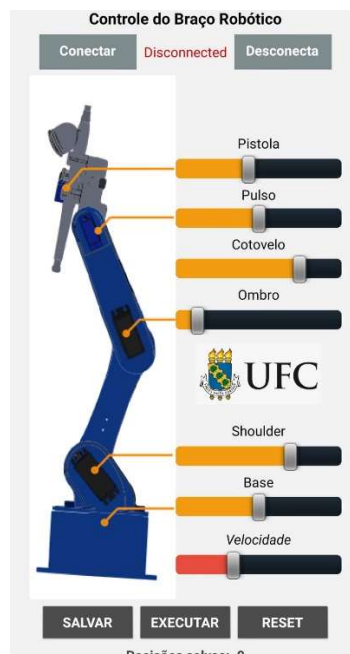 Controle do Braço Robótico
Conectar Disconnected Desconecta
Pistola
Pulso
Cotovelo
Ombro
UFC
Shoulder
Base
Velocidade
SALVAR EXECUTAR RESET